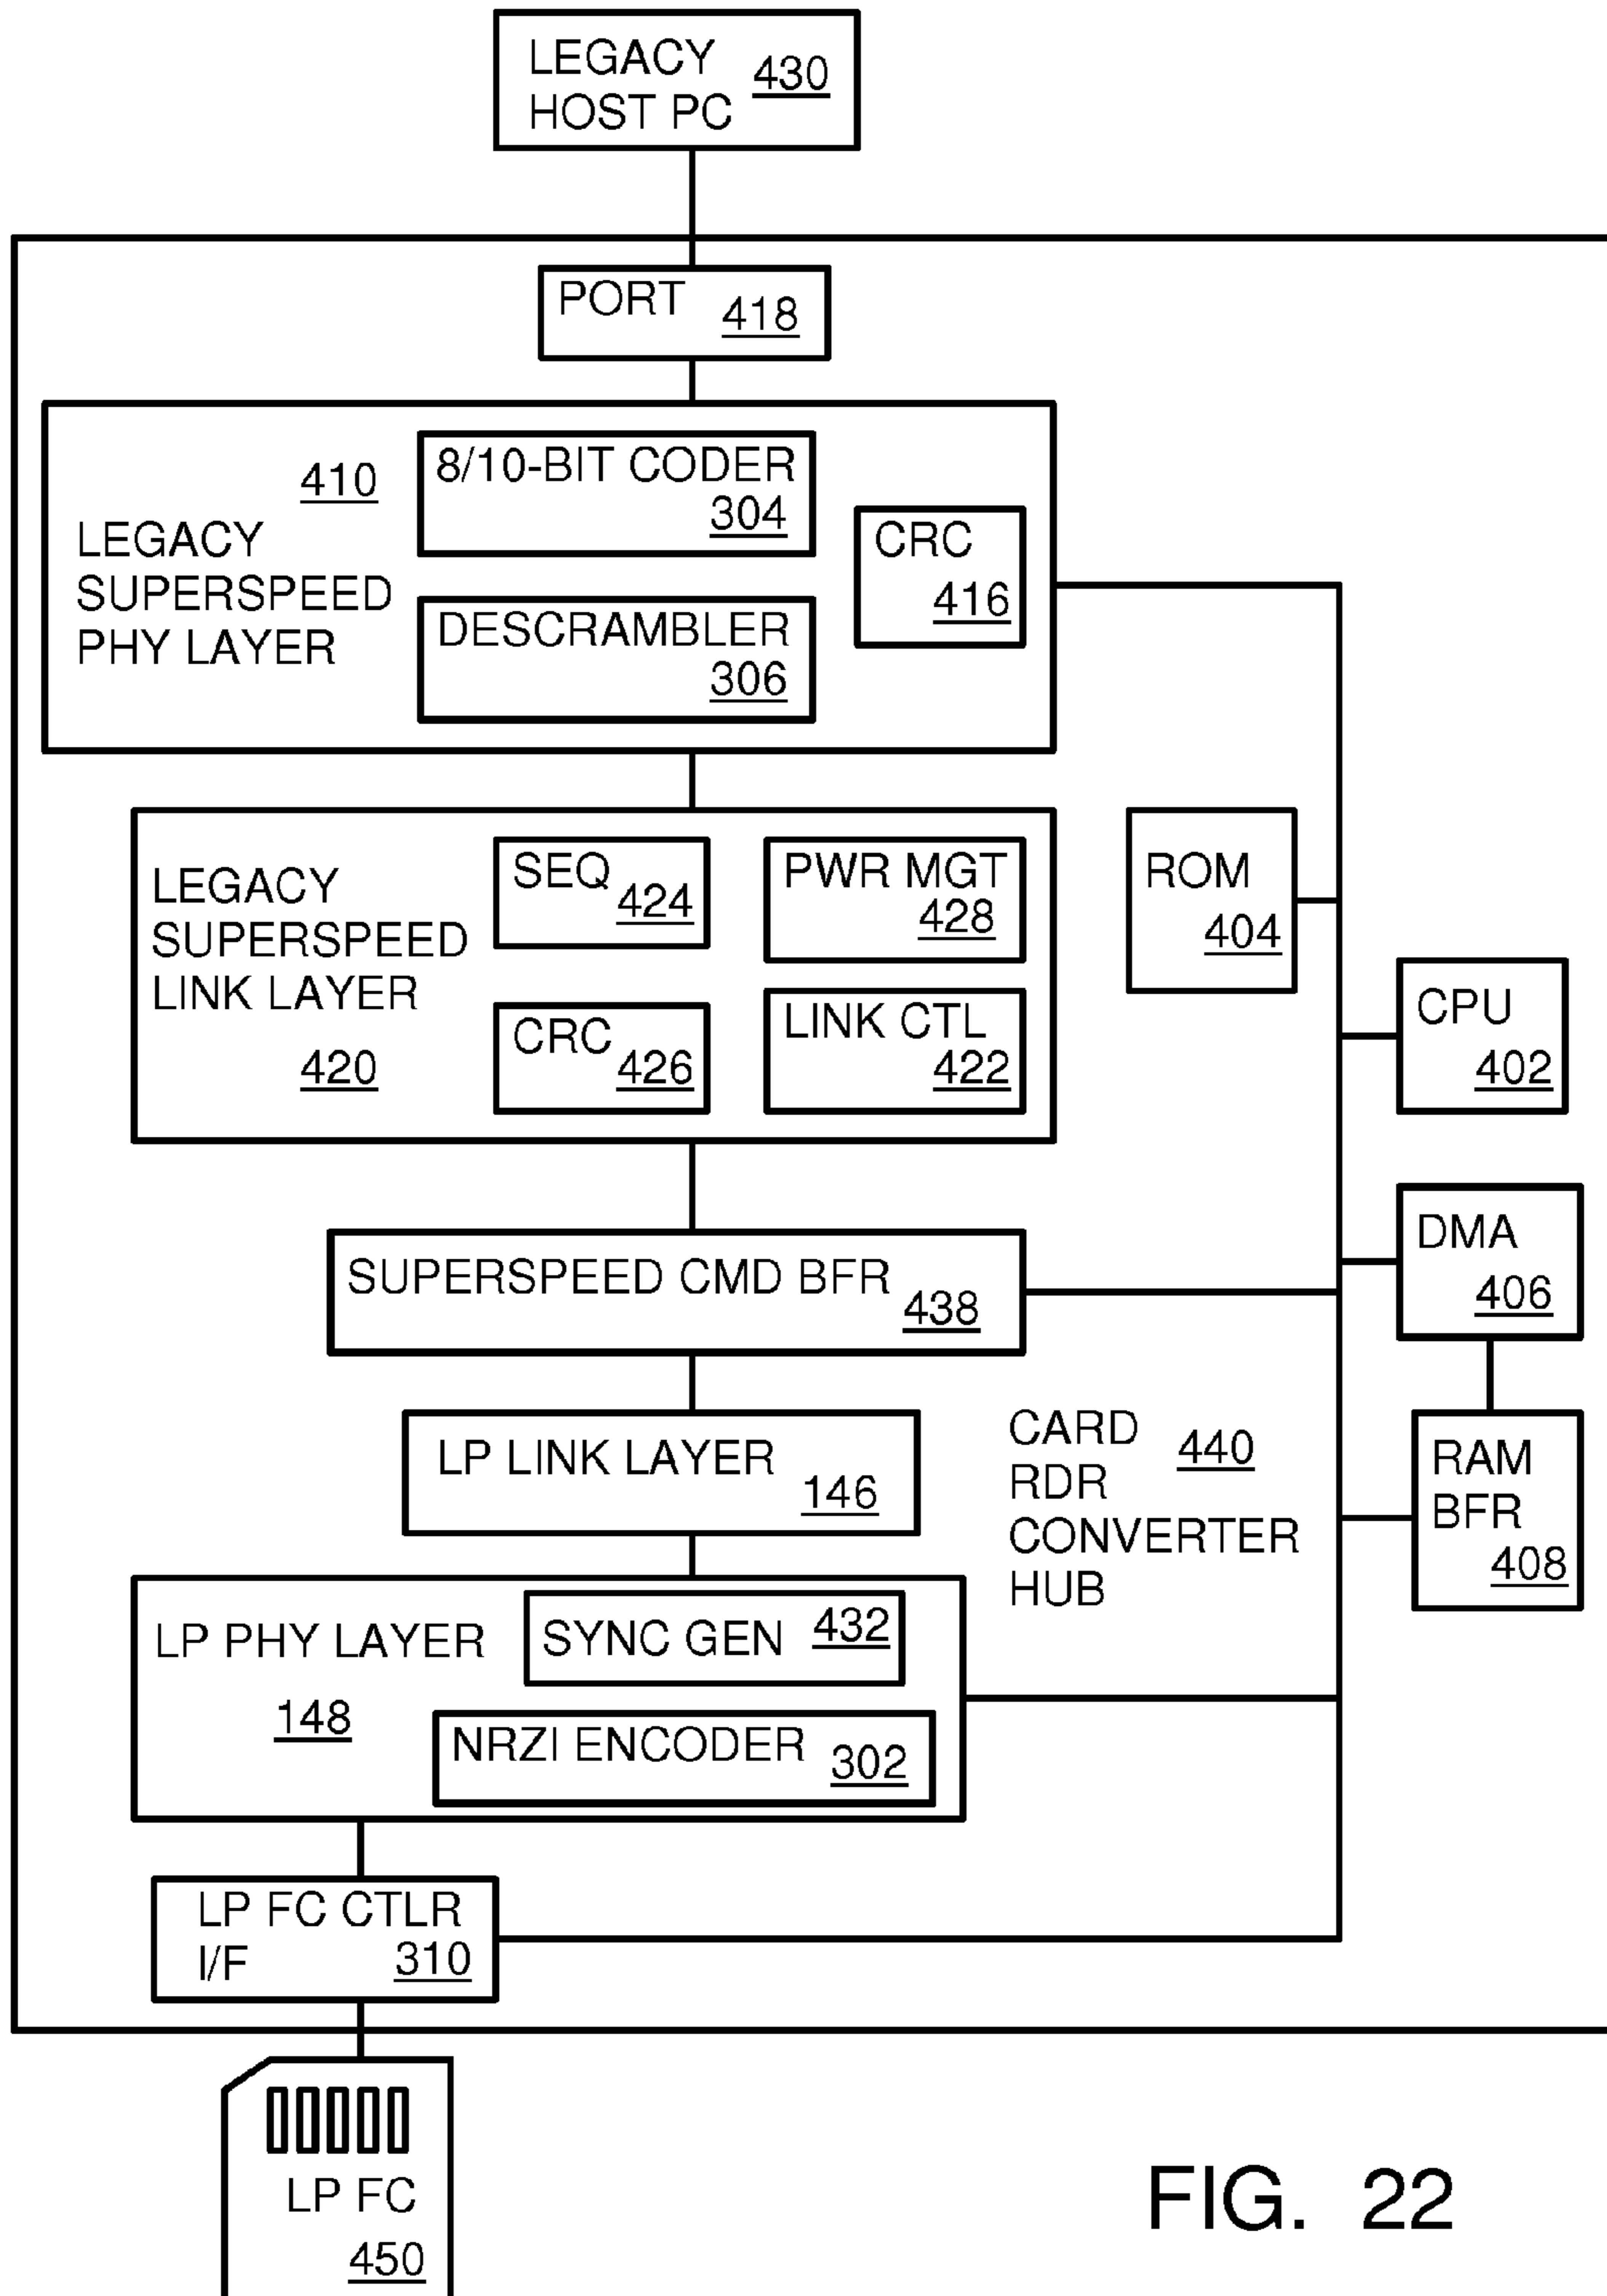 LEGACY
HOST PC
430
PORT
418
410
LEGACY
SUPERSPEED
PHY LAYER
8/10-BIT CODER
304
DESCRAMBLER
306
CRC
416
LEGACY
SUPERSPEED
LINK LAYER
420
SEQ
424
PWR MGT
428
CRC
426
LINK CTL
422
ROM
404
CPU
402
DMA
406
RAM
BFR
408
SUPERSPEED CMD BFR
438
LP LINK LAYER
146
CARD
RDR
CONVERTER
HUB
440
LP PHY LAYER
148
SYNC GEN 432
NRZI ENCODER 302
LP FC CTLR
I/F 310
LP FC
450
FIG. 22